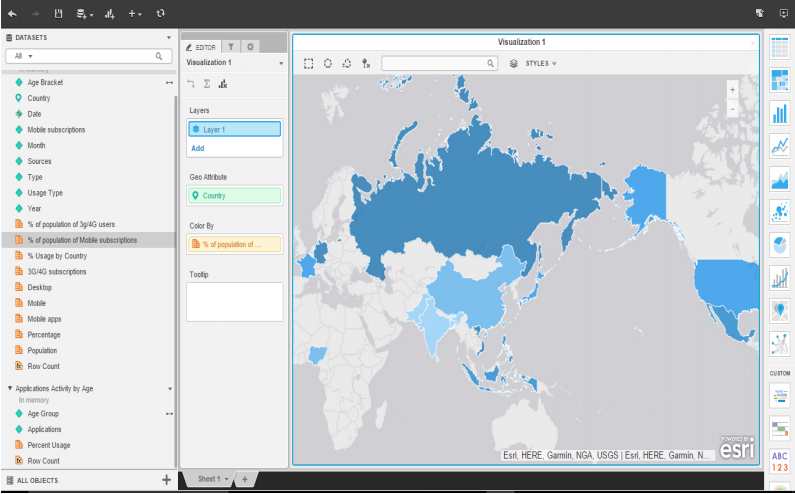 DATASETS
All
In memory
Age Bracket
Country
Date
Mobile subscriptions
Month
Sources
Type
Usage Type
Year
% of population of 3g/4G users
% of population of Mobile subscriptions
% Usage by Country
3G/4G subscriptions
Desktop
Mobile
Mobile apps
Percentage
Population
Row Count
Applications Activity by Age
In memory
Age Group
Applications
Percent Usage
Row Count
ALL OBJECTS
EDITOR
Visualization 1
Layers
Layer 1
Add
Geo Attribute
Country
Color By
% of population of ...
Tooltip
Sheet 1
Visualization 1
STYLES
Esri, HERE, Garmin, NGA, USGS | Esri, HERE, Garmin, N...
POWERED BY
esri
CUSTOM
ABC
123